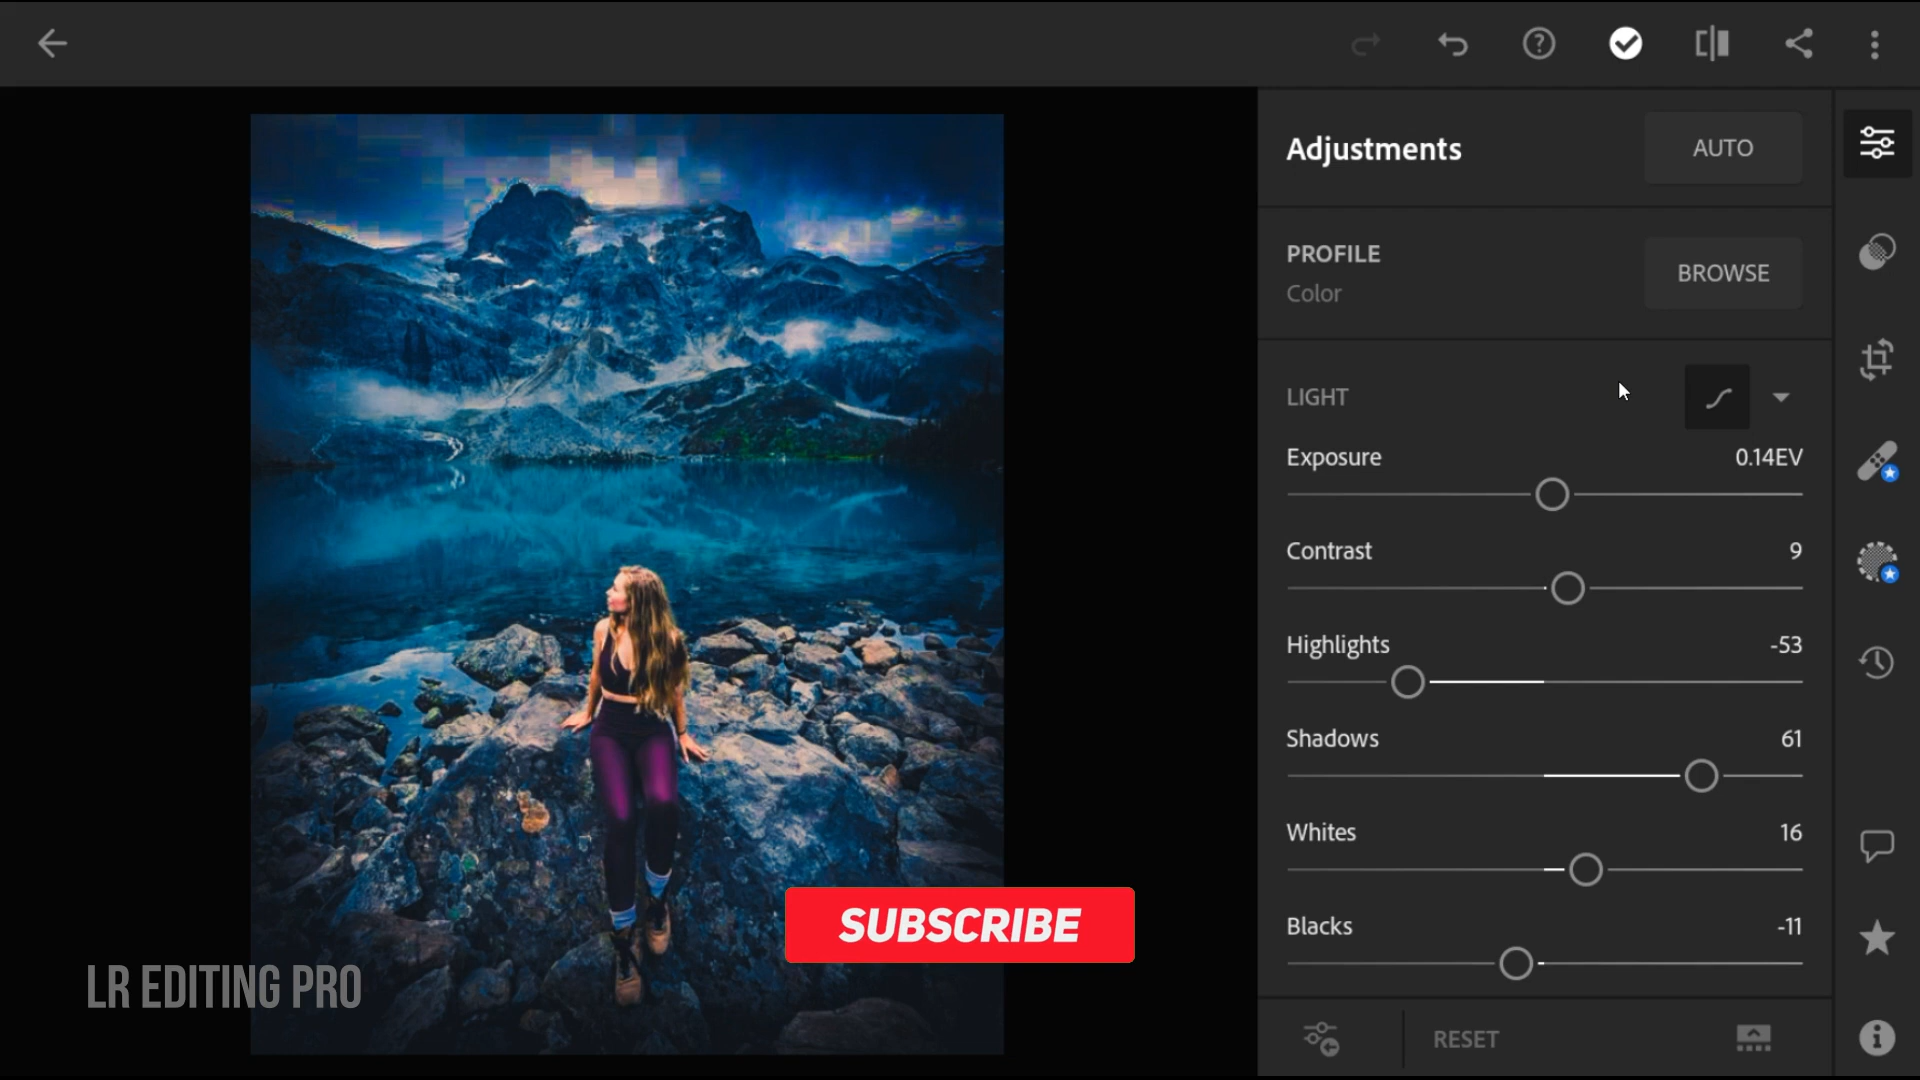 Adjustments
AUTO
PROFILE
Color
BROWSE
LIGHT
Exposure
0.14EV
Contrast
9
Highlights
-53
Shadows
61
Whites
16
Blacks
-11
SUBSCRIBE
LR EDITING PRO
RESET